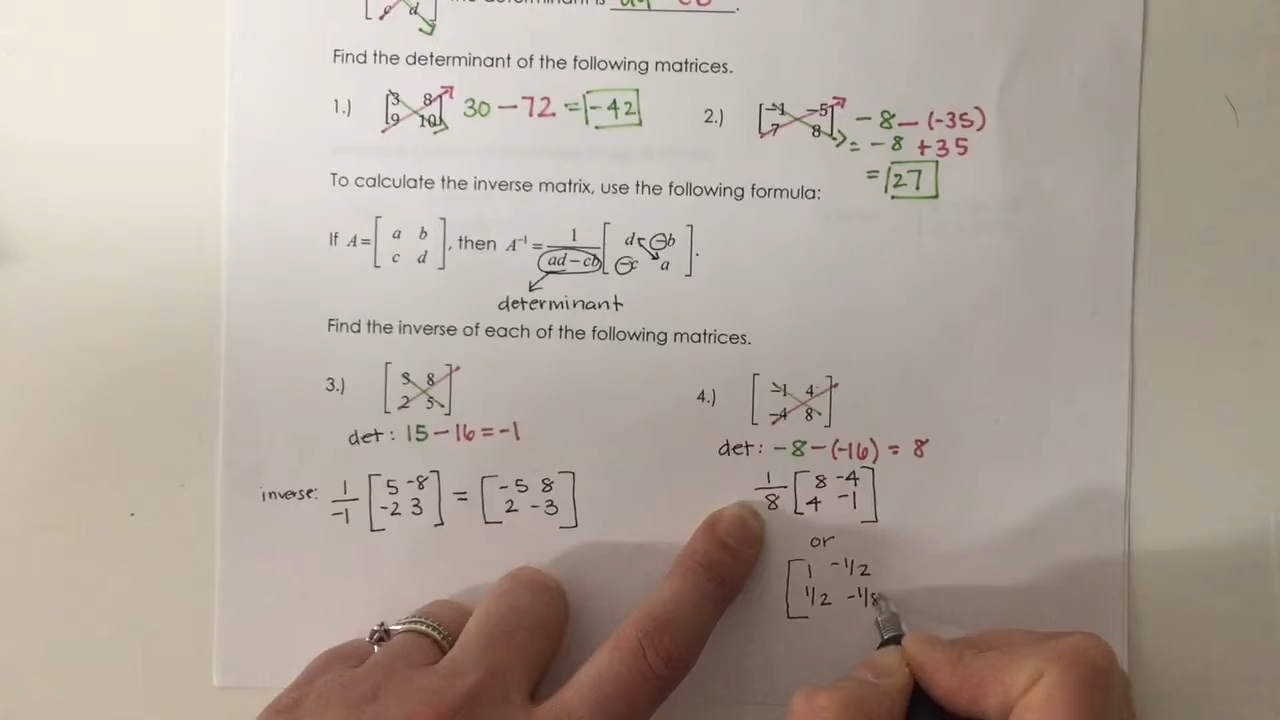 c d
Find the determinant of the following matrices.
1.) [3 8 30 - 72 = -42
9 10]
2.) [-1 -5 -8 - (-35)
7 8] = -8 + 35
= 27
To calculate the inverse matrix, use the following formula:
If A = [a b c d], then A⁻¹ = 1/(ad - cb) [d -b -c a].
determinant
Find the inverse of each of the following matrices.
3.) [3 8
2 5]
det: 15 - 16 = -1
inverse: 1/-1 [5 -8 -2 3] = [-5 8 2 -3]
4.) [-1 4
-4 8]
det: -8 - (-16) = 8
1/8 [8 -4
4 -1]
or
[1 -1/2
1/2 -1/8